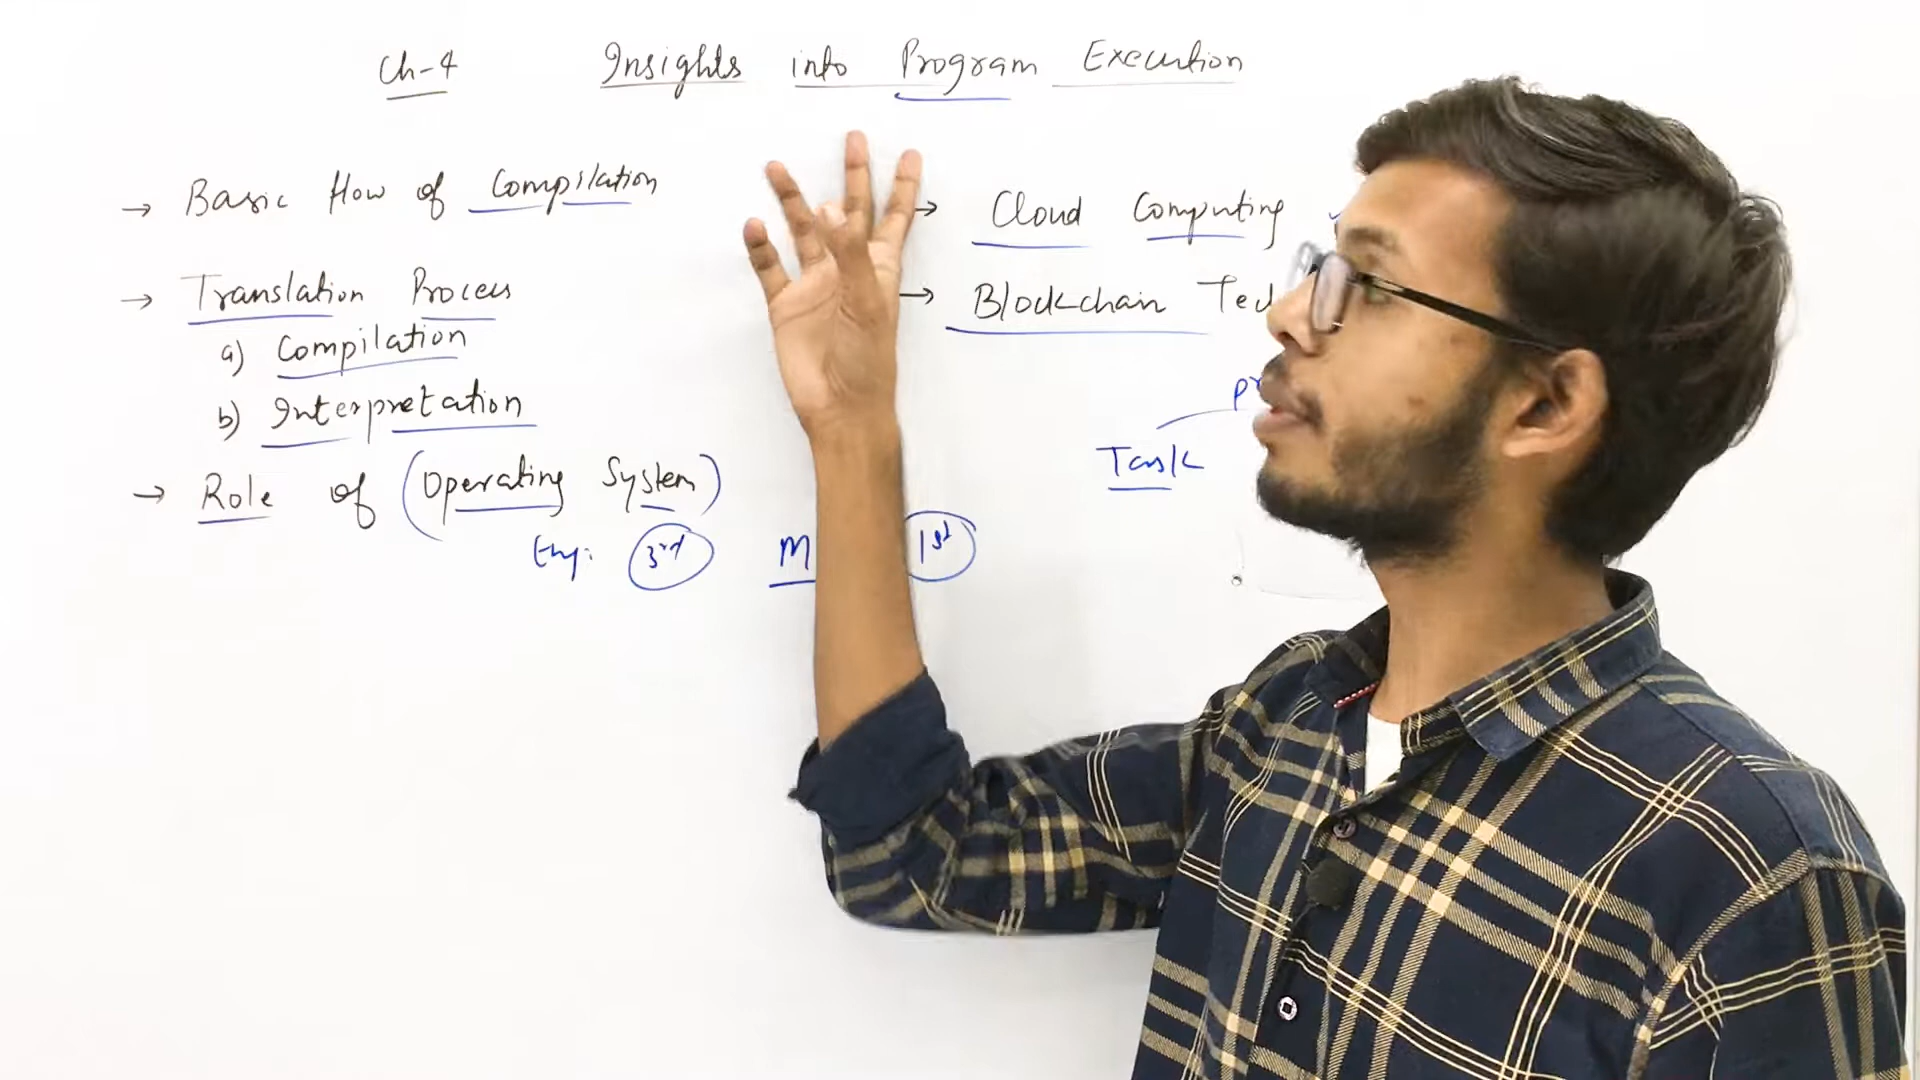 Ch-4 Insights into Program Execution
→ Basic flow of Compilation
→ Translation Process
a) Compilation
b) Interpretation
→ Role of (Operating System)
3rd M 1st
→ Cloud Computing
→ Blockchain Tec
Pr
Task